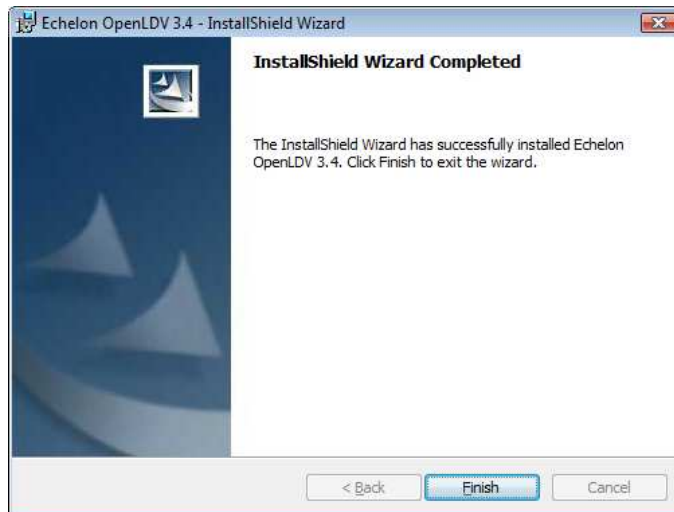 Echelon OpenLDV 3.4 - InstallShield Wizard
InstallShield Wizard Completed
The InstallShield Wizard has successfully installed Echelon
OpenLDV 3.4. Click Finish to exit the wizard.
< Back
Finish
Cancel